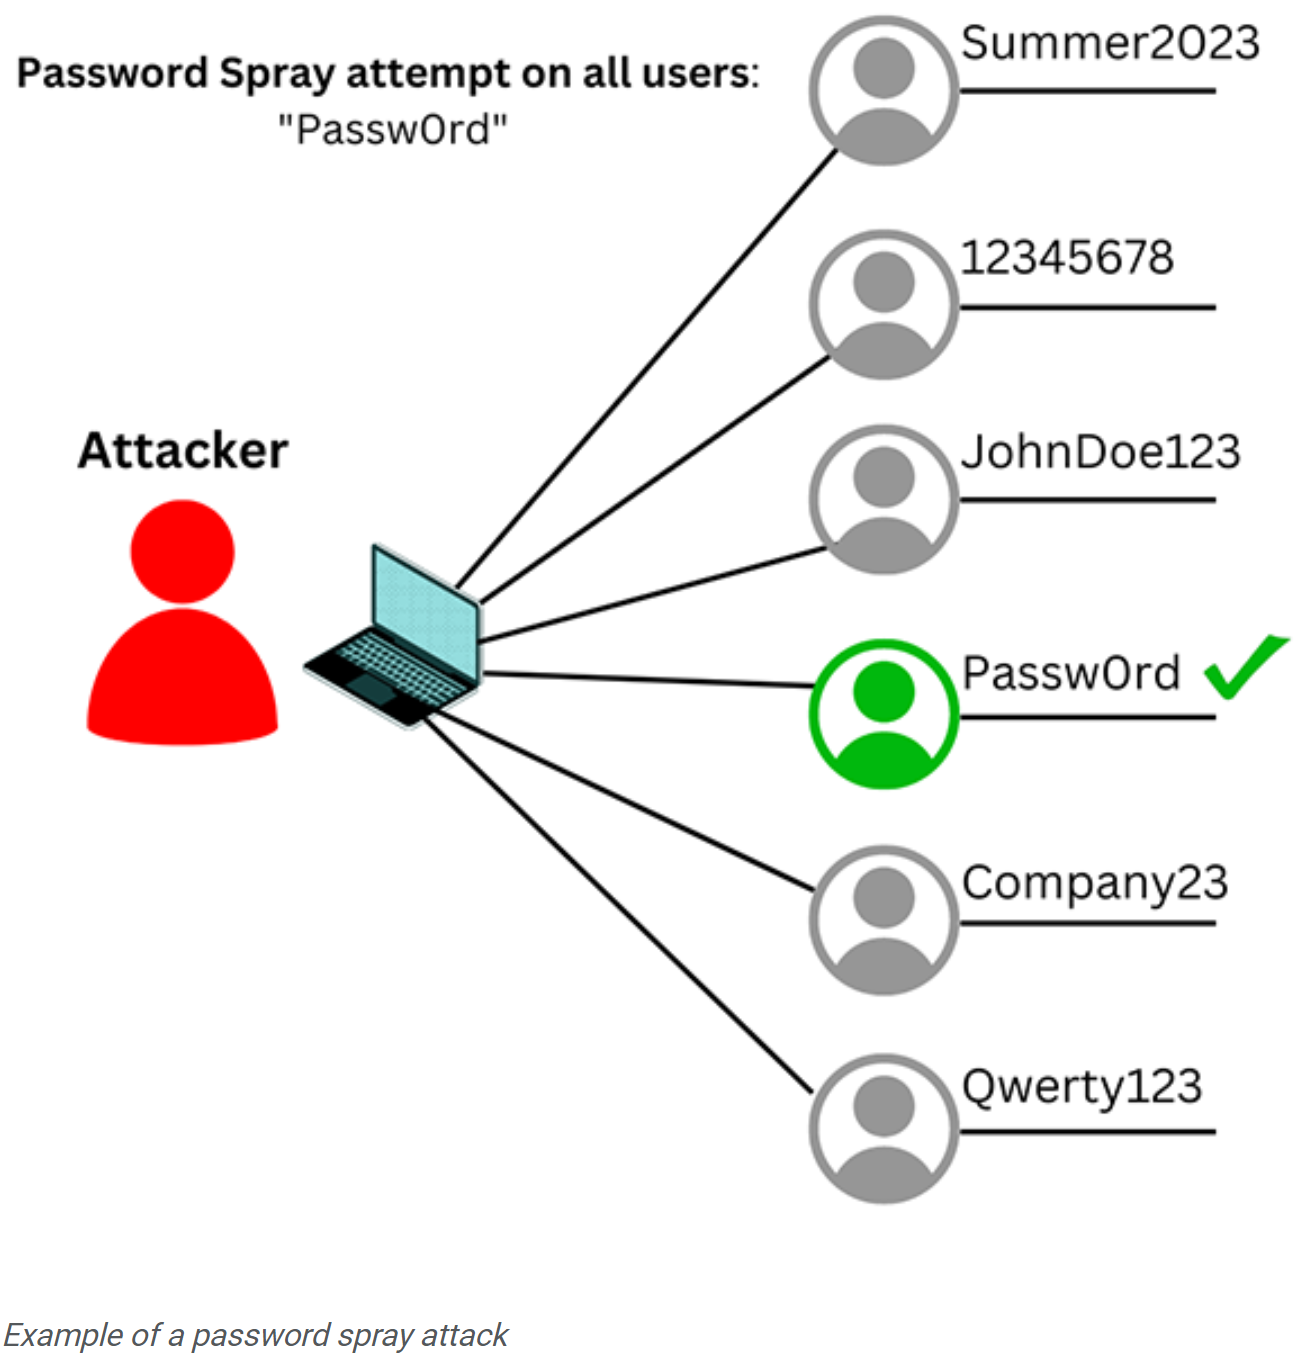 Password Spray attempt on all users:
"Passw0rd"
Summer2023
12345678
JohnDoe123
Attacker
Passw0rd
Company23
Qwerty123
Example of a password spray attack